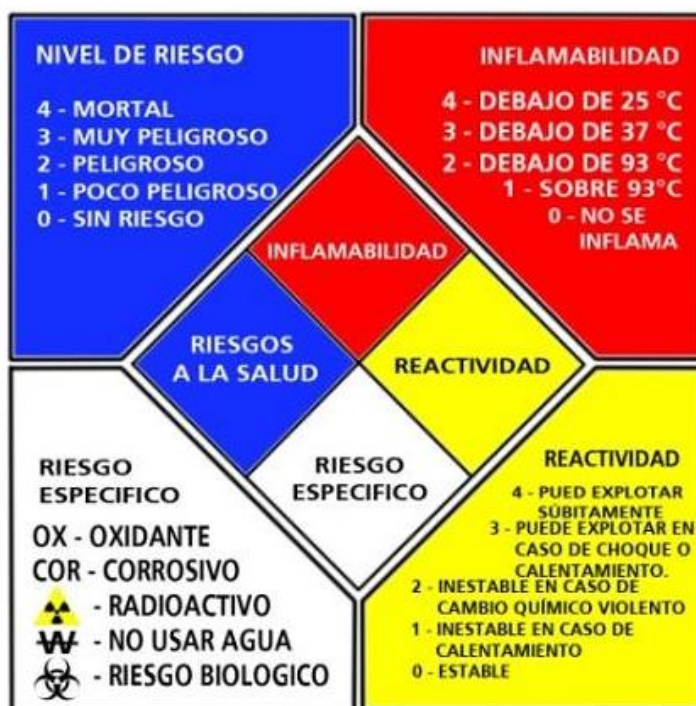 NIVEL DE RIESGO
4 - MORTAL
3 - MUY PELIGROSO
2 - PELIGROSO
1 - POCO PELIGROSO
0 - SIN RIESGO
INFLAMABILIDAD
4 - DEBAJO DE 25 °C
3 - DEBAJO DE 37 °C
2 - DEBAJO DE 93 °C
1 - SOBRE 93°C
0 - NO SE
INFLAMA
INFLAMABILIDAD
RIESGOS
A LA SALUD
REACTIVIDAD
RIESGO
ESPECIFICO
RIESGO
ESPECIFICO
OX - OXIDANTE
COR - CORROSIVO
- RADIOACTIVO
W - NO USAR AGUA
- RIESGO BIOLOGICO
REACTIVIDAD
4 - PUED EXPLOTAR
SÚBITAMENTE
3 - PUEDE EXPLOTAR EN
CASO DE CHOQUE O
CALENTAMIENTO.
2 - INESTABLE EN CASO DE
CAMBIO QUÍMICO VIOLENTO
1 - INESTABLE EN CASO DE
CALENTAMIENTO
0 - ESTABLE